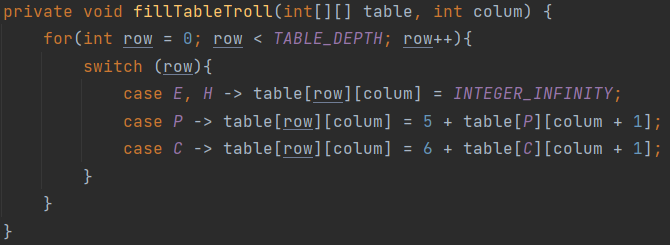 private void fillTableTroll(int[][] table, int colum) {
    for(int row = 0; row < TABLE_DEPTH; row++){
        switch (row){
            case E, H -> table[row][colum] = INTEGER_INFINITY;
            case P -> table[row][colum] = 5 + table[P][colum + 1];
            case C -> table[row][colum] = 6 + table[C][colum + 1];
        }
    }
}